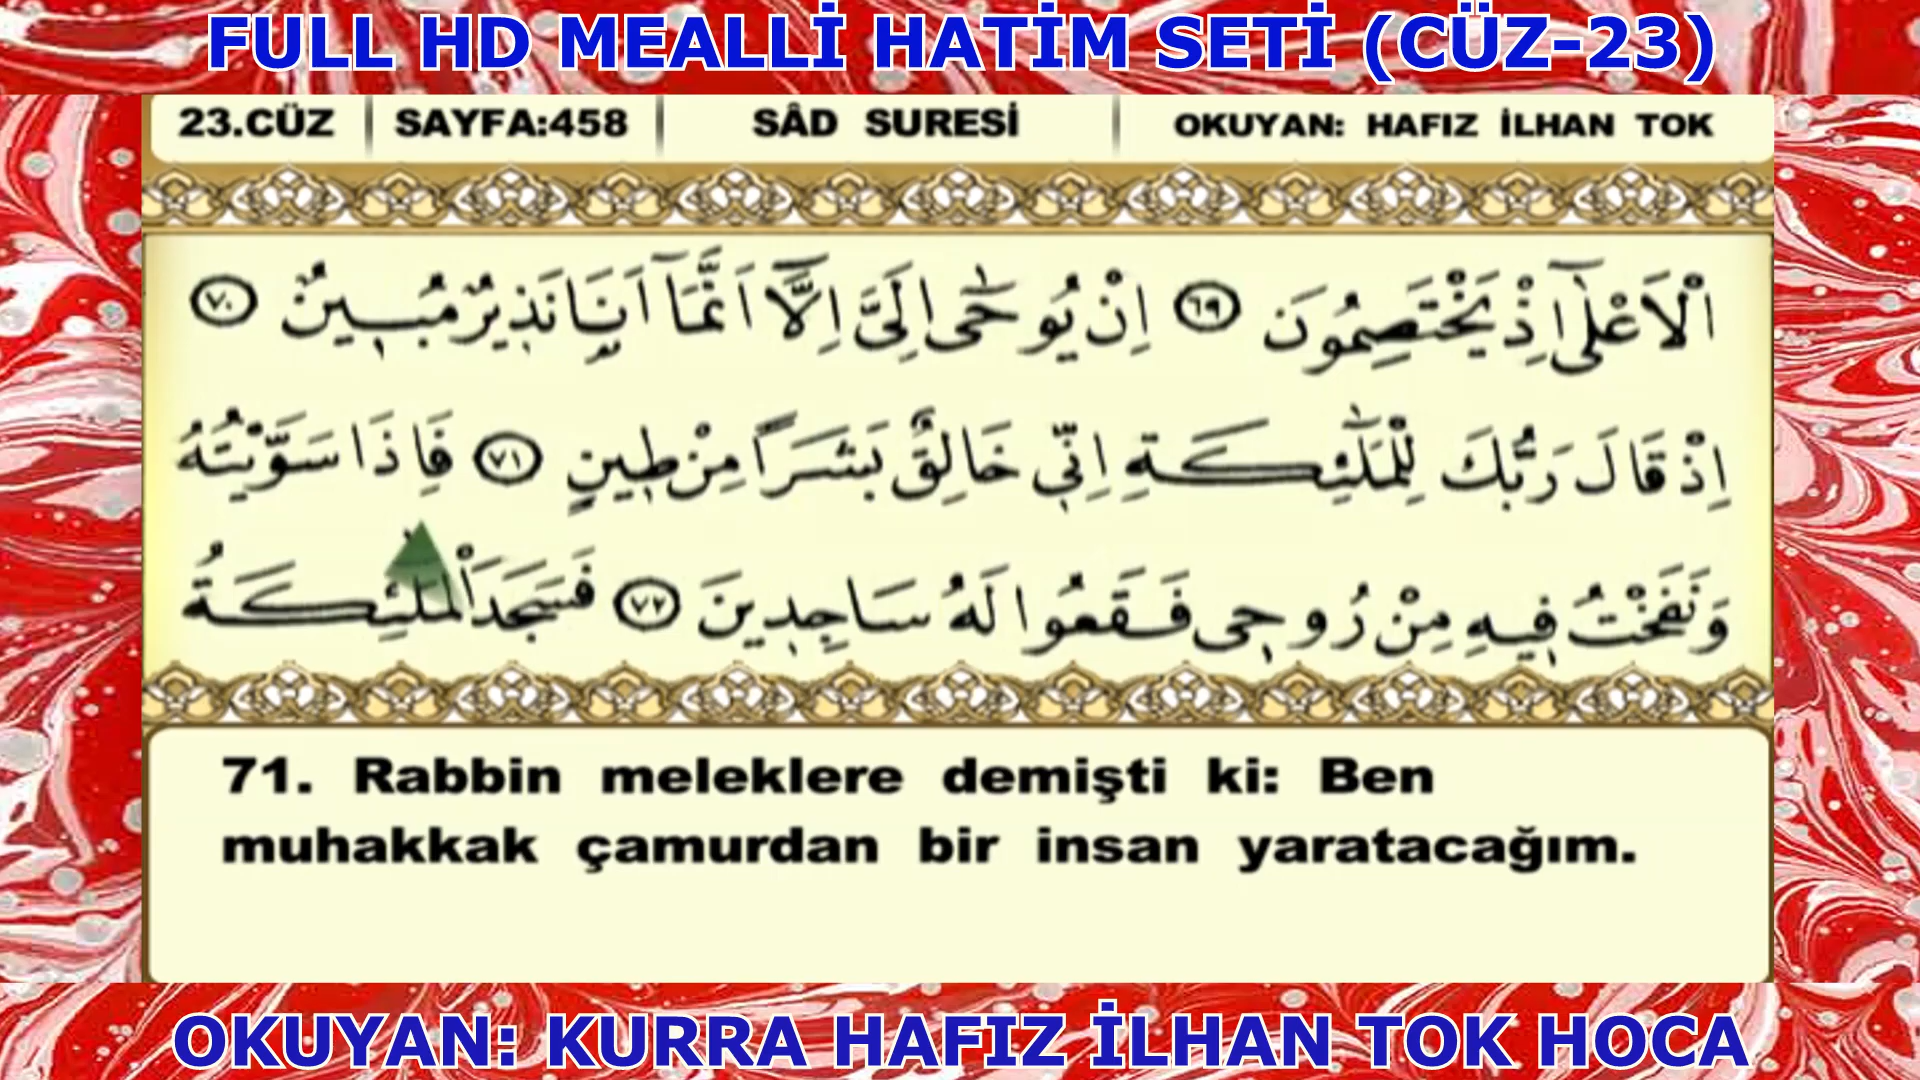 FULL HD MEALLİ HATİM SETİ (CÜZ-23)
23.CÜZ | SAYFA:458 | SÂD SURESİ | OKUYAN: HAFIZ İLHAN TOK
الْاَعْلٰٓى اِذْ يَخْتَصِمُونَ ﴿٦٩﴾ اِنْ يُوحٰٓى اِلَيَّ اِلَّٓا اَنَّمَٓا اَنَا۬ نَذ۪يرٌ مُب۪ينٌ ﴿٧٠﴾
اِذْ قَالَ رَبُّكَ لِلْمَلٰٓئِكَةِ اِنّ۪ي خَالِقٌ بَشَرًا مِنْ ط۪ينٍ ﴿٧١﴾ فَاِذَا سَوَّيْتُهُ
وَنَفَخْتُ ف۪يهِ مِنْ رُوح۪ي فَقَعُوا لَهُ سَاجِد۪ينَ ﴿٧٢﴾ فَسَجَدَ الْمَلٰٓئِكَةُ
71. Rabbin meleklere demişti ki: Ben
muhakkak çamurdan bir insan yaratacağım.
OKUYAN: KURRA HAFIZ İLHAN TOK HOCA